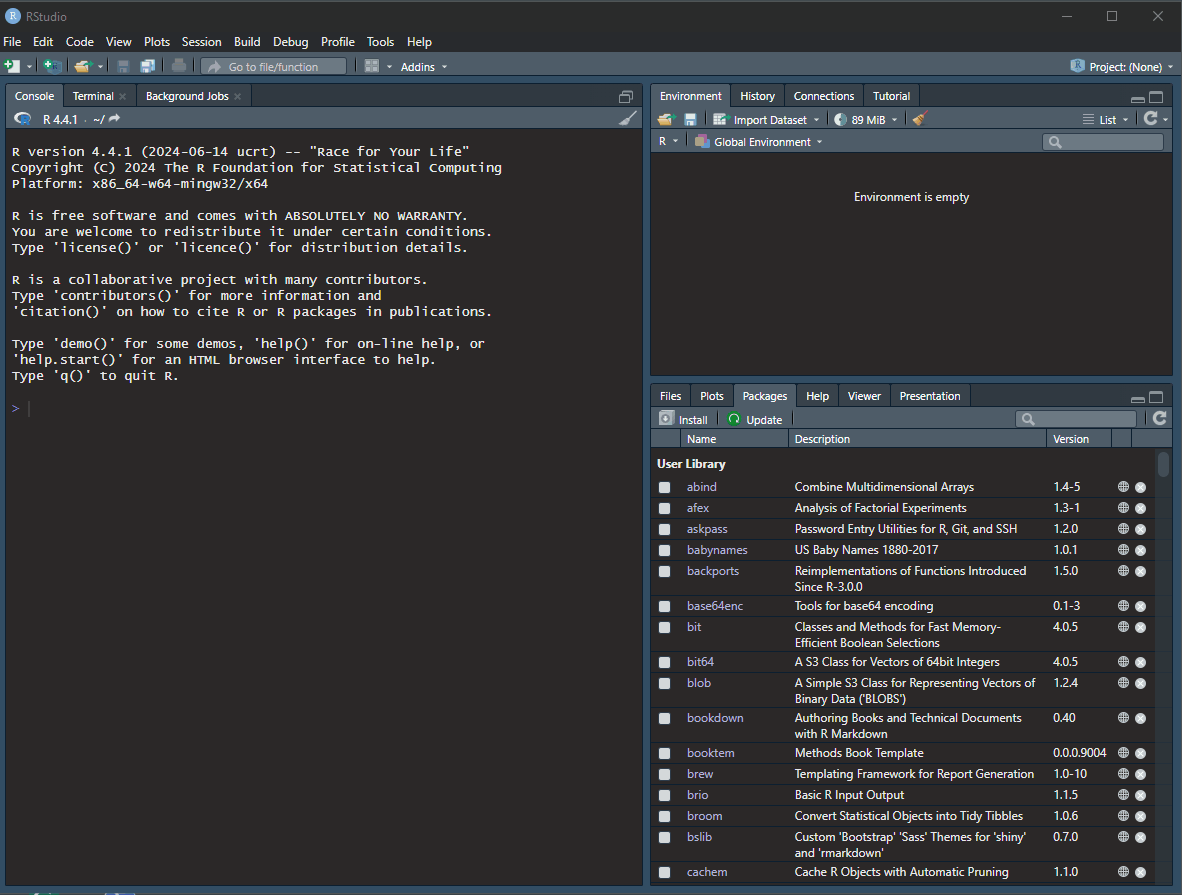 RStudio
File Edit Code View Plots Session Build Debug Profile Tools Help
Go to file/function Addins Project: (None)
Console Terminal Background Jobs
R 4.4.1 · ~/
R version 4.4.1 (2024-06-14 ucrt) -- "Race for Your Life"
Copyright (C) 2024 The R Foundation for Statistical Computing
Platform: x86_64-w64-mingw32/x64
R is free software and comes with ABSOLUTELY NO WARRANTY.
You are welcome to redistribute it under certain conditions.
Type 'license()' or 'licence()' for distribution details.
R is a collaborative project with many contributors.
Type 'contributors()' for more information and
'citation()' on how to cite R or R packages in publications.
Type 'demo()' for some demos, 'help()' for on-line help, or
'help.start()' for an HTML browser interface to help.
Type 'q()' to quit R.
>
Environment History Connections Tutorial
Import Dataset 89 MiB List
R Global Environment
Environment is empty
Files Plots Packages Help Viewer Presentation
Install Update
Name Description Version
User Library
abind Combine Multidimensional Arrays 1.4-5
afex Analysis of Factorial Experiments 1.3-1
askpass Password Entry Utilities for R, Git, and SSH 1.2.0
babynames US Baby Names 1880-2017 1.0.1
backports Reimplementations of Functions Introduced 1.5.0
Since R-3.0.0
base64enc Tools for base64 encoding 0.1-3
bit Classes and Methods for Fast Memory- 4.0.5
Efficient Boolean Selections
bit64 A S3 Class for Vectors of 64bit Integers 4.0.5
blob A Simple S3 Class for Representing Vectors of 1.2.4
Binary Data ('BLOBS')
bookdown Authoring Books and Technical Documents 0.40
with R Markdown
booktem Methods Book Template 0.0.0.9004
brew Templating Framework for Report Generation 1.0-10
brio Basic R Input Output 1.1.5
broom Convert Statistical Objects into Tidy Tibbles 1.0.6
bslib Custom 'Bootstrap' 'Sass' Themes for 'shiny' 0.7.0
and 'rmarkdown'
cachem Cache R Objects with Automatic Pruning 1.1.0